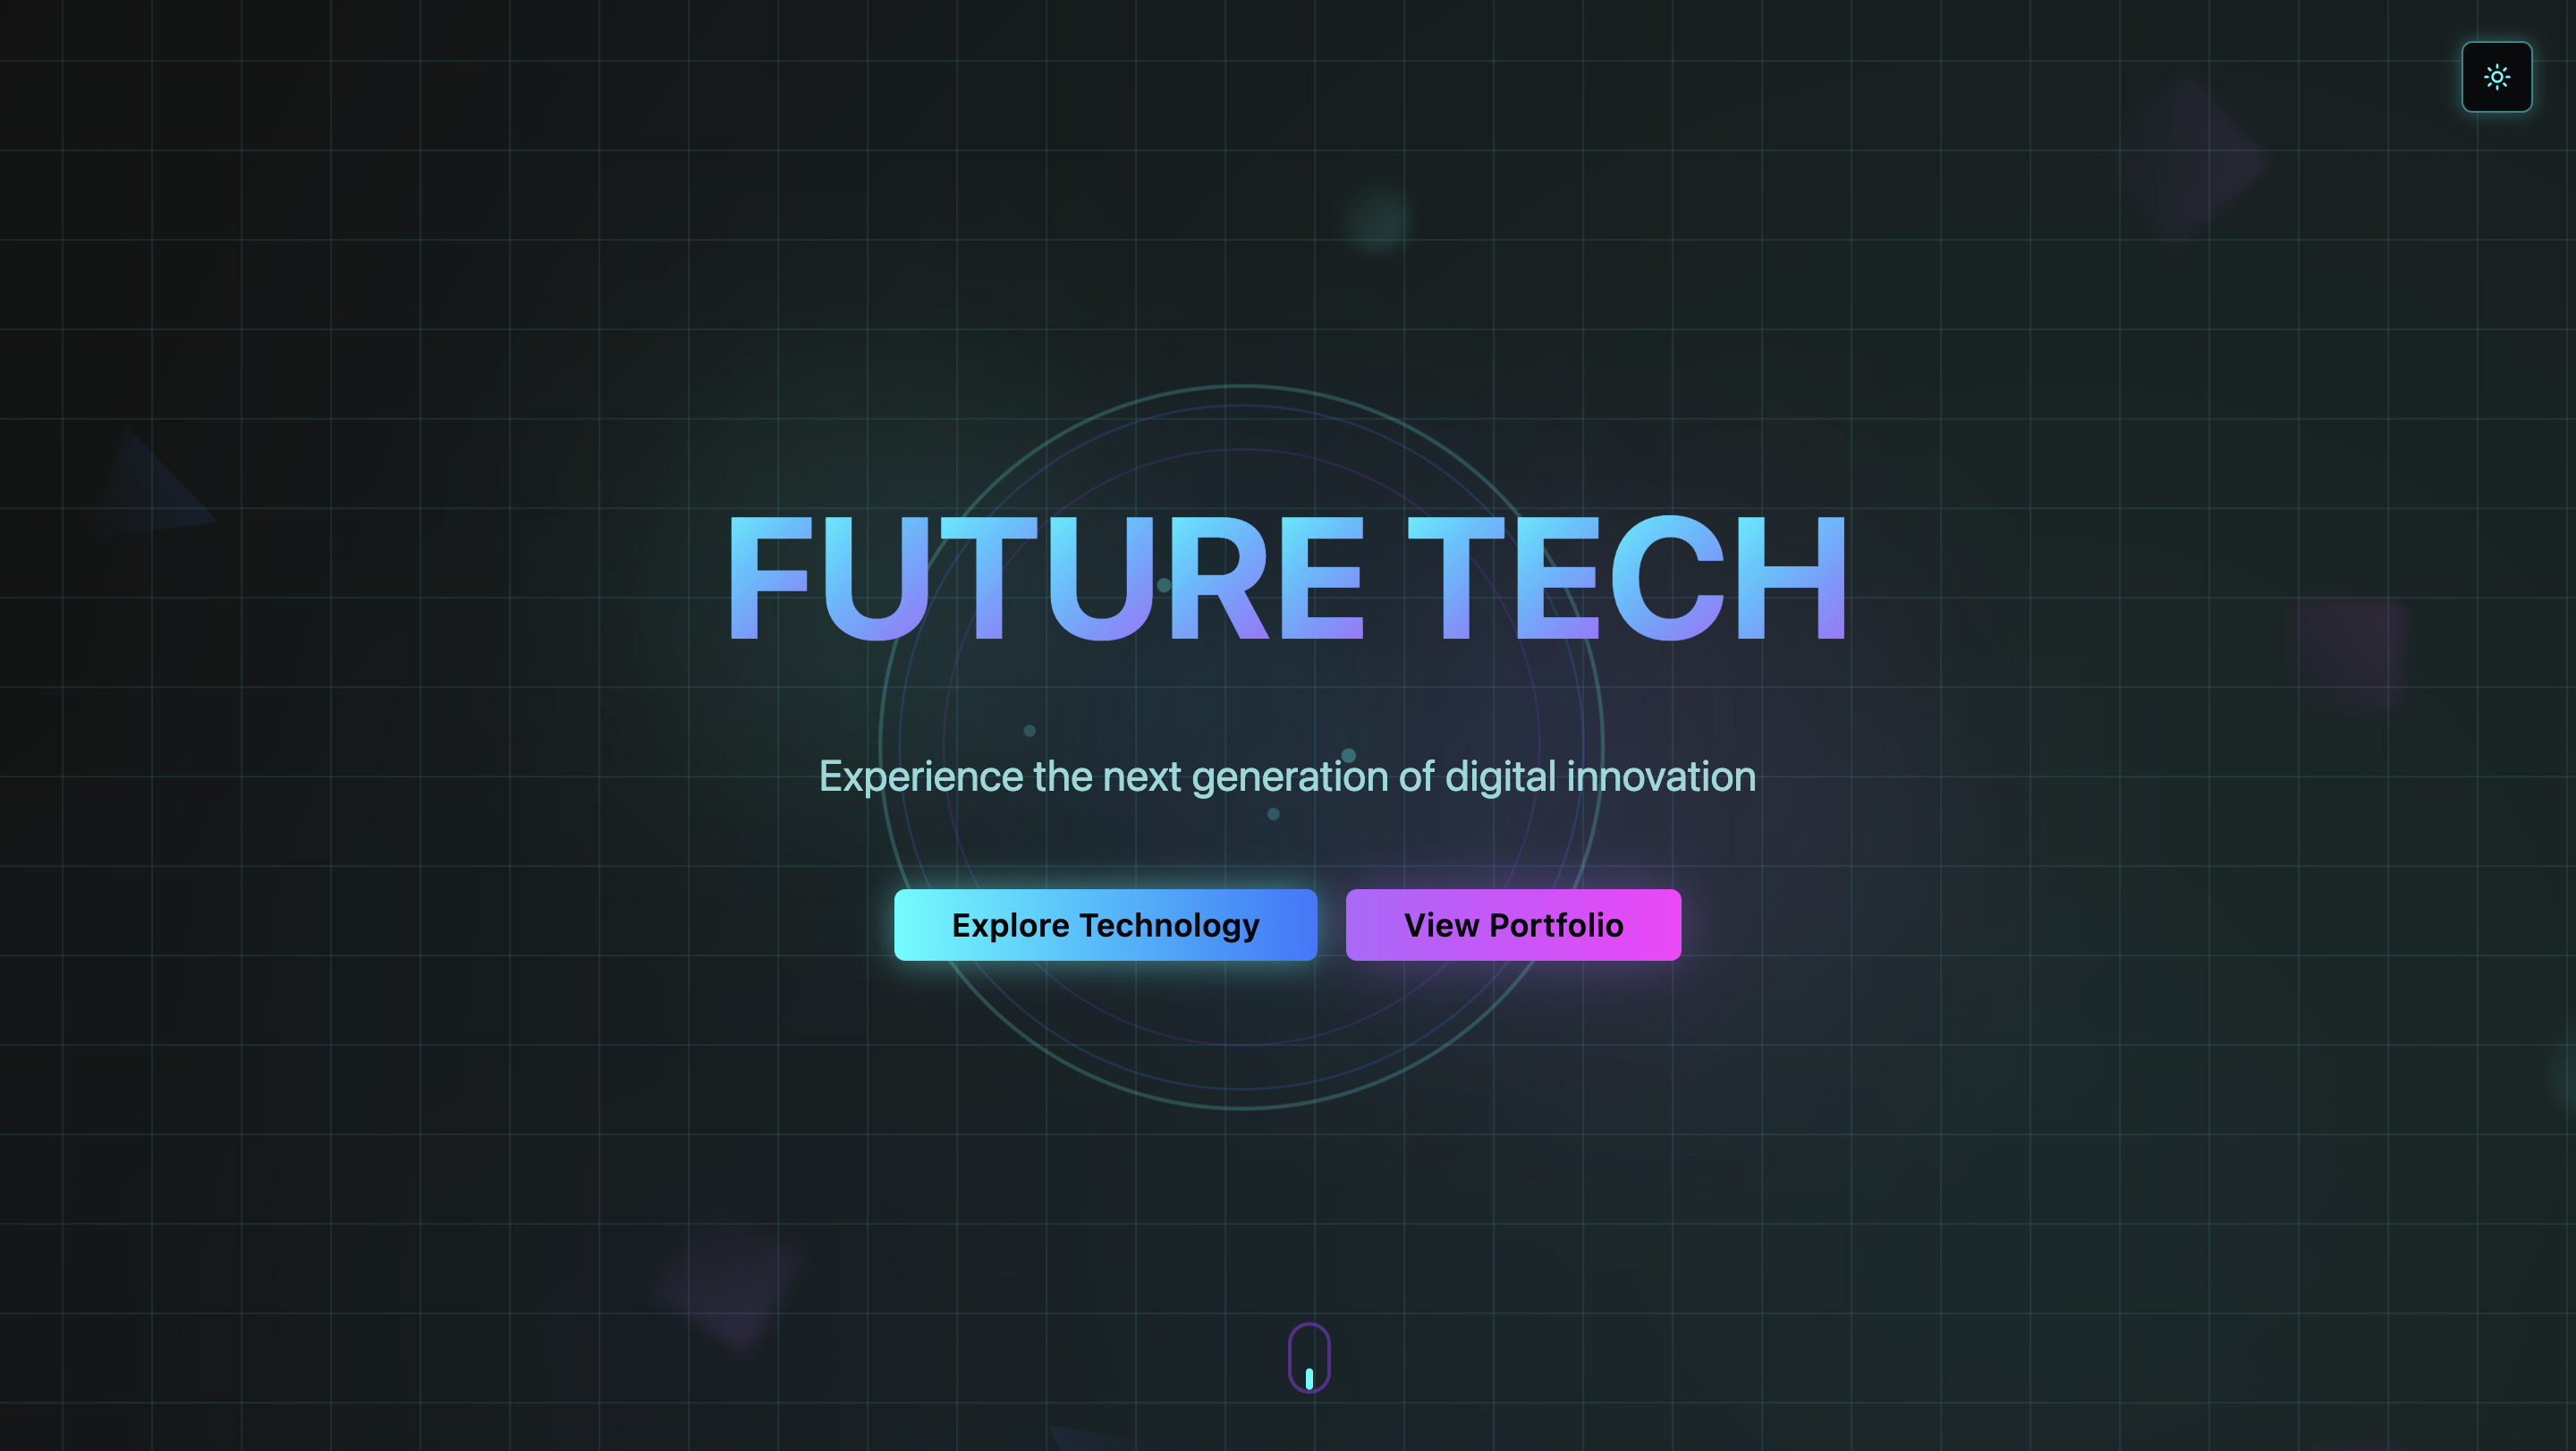 FUTURE TECH
Experience the next generation of digital innovation
Explore Technology
View Portfolio